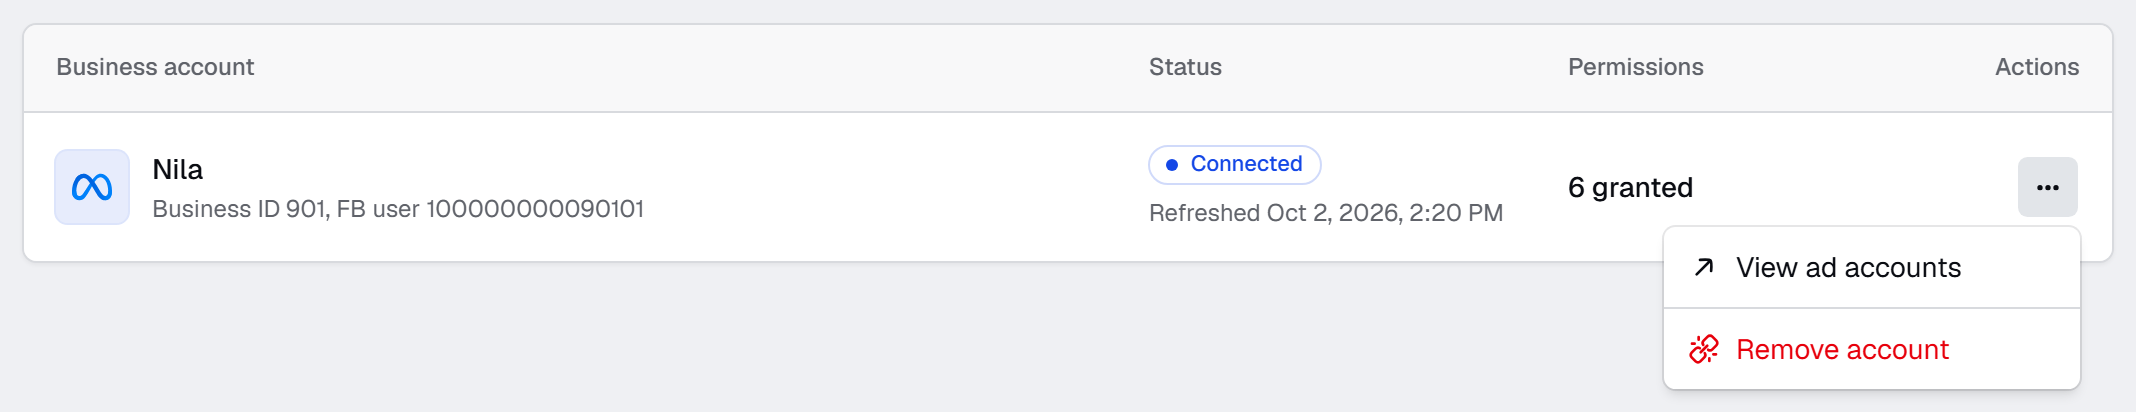 Business account
Status
Permissions
Actions
Nila
Business ID 901, FB user 100000000090101
Connected
Refreshed Oct 2, 2026, 2:20 PM
6 granted
View ad accounts
Remove account